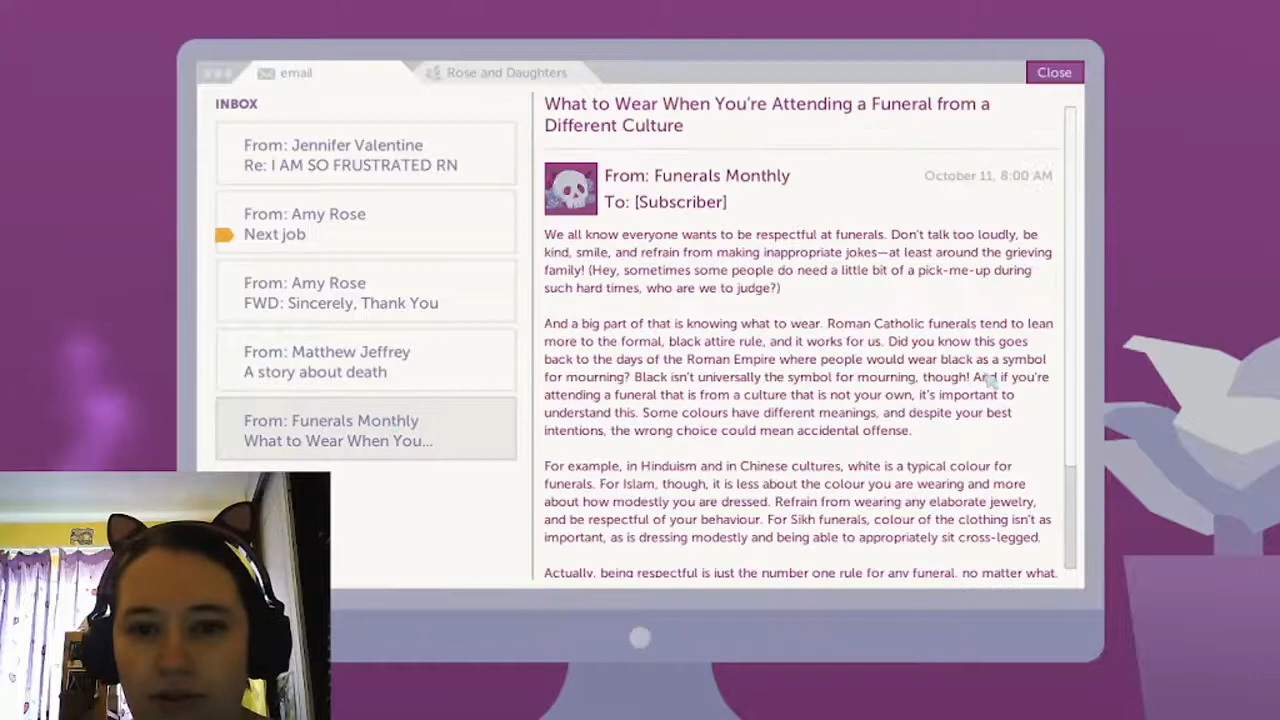 email
Rose and Daughters
Close
INBOX
From: Jennifer Valentine
Re: I AM SO FRUSTRATED RN
From: Amy Rose
Next job
From: Amy Rose
FWD: Sincerely, Thank You
From: Matthew Jeffrey
A story about death
From: Funerals Monthly
What to Wear When You...
What to Wear When You're Attending a Funeral from a
Different Culture
From: Funerals Monthly
October 11, 8:00 AM
To: [Subscriber]
We all know everyone wants to be respectful at funerals. Don't talk too loudly, be
kind, smile, and refrain from making inappropriate jokes—at least around the grieving
family! (Hey, sometimes some people do need a little bit of a pick-me-up during
such hard times, who are we to judge?)
And a big part of that is knowing what to wear. Roman Catholic funerals tend to lean
more to the formal, black attire rule, and it works for us. Did you know this goes
back to the days of the Roman Empire where people would wear black as a symbol
for mourning? Black isn't universally the symbol for mourning, though! And if you're
attending a funeral that is from a culture that is not your own, it's important to
understand this. Some colours have different meanings, and despite your best
intentions, the wrong choice could mean accidental offense.
For example, in Hinduism and in Chinese cultures, white is a typical colour for
funerals. For Islam, though, it is less about the colour you are wearing and more
about how modestly you are dressed. Refrain from wearing any elaborate jewelry,
and be respectful of your behaviour. For Sikh funerals, colour of the clothing isn't as
important, as is dressing modestly and being able to appropriately sit cross-legged.
Actually, being respectful is just the number one rule for any funeral, no matter what.